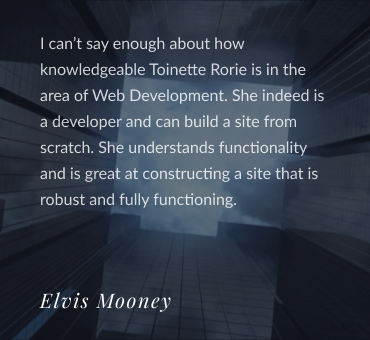 I can’t say enough about how
knowledgeable Toinette Rorie is in the
area of Web Development. She indeed is
a developer and can build a site from
scratch. She understands functionality
and is great at constructing a site that is
robust and fully functioning.
Elvis Mooney